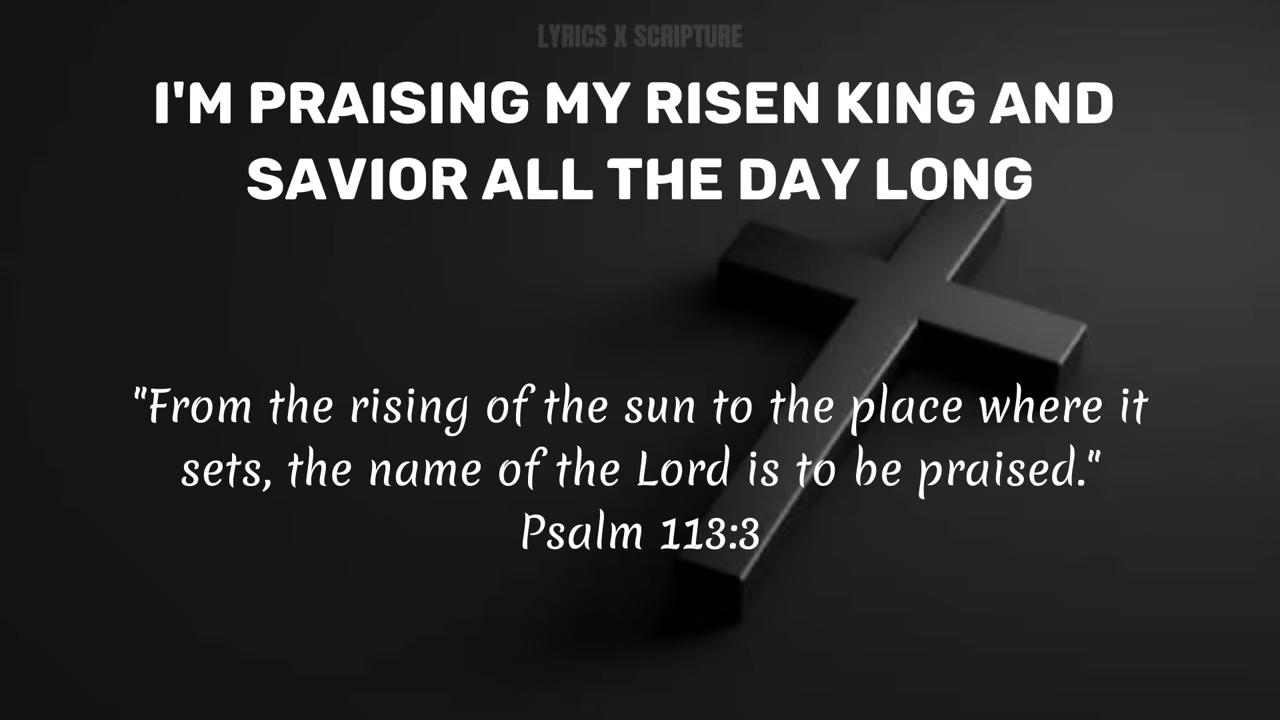 LYRICS X SCRIPTURE
I'M PRAISING MY RISEN KING AND
SAVIOR ALL THE DAY LONG
"From the rising of the sun to the place where it
sets, the name of the Lord is to be praised."
Psalm 113:3